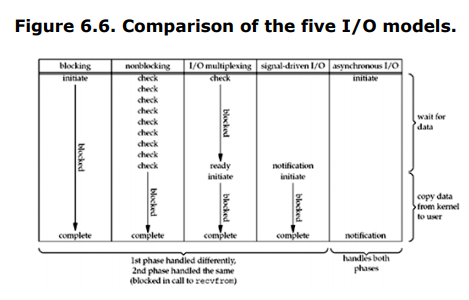 Figure 6.6. Comparison of the five I/O models.
blocking nonblocking I/O multiplexing signal-driven I/O asynchronous I/O
initiate check check initiate
check
check
check
check
check
check
check
check ready notification
initiate initiate
blocked
blocked
blocked
blocked
blocked
complete complete complete complete notification
wait for
data
copy data
from kernel
to user
1st phase handled differently,
2nd phase handled the same
(blocked in call to recvfrom)
handles both
phases